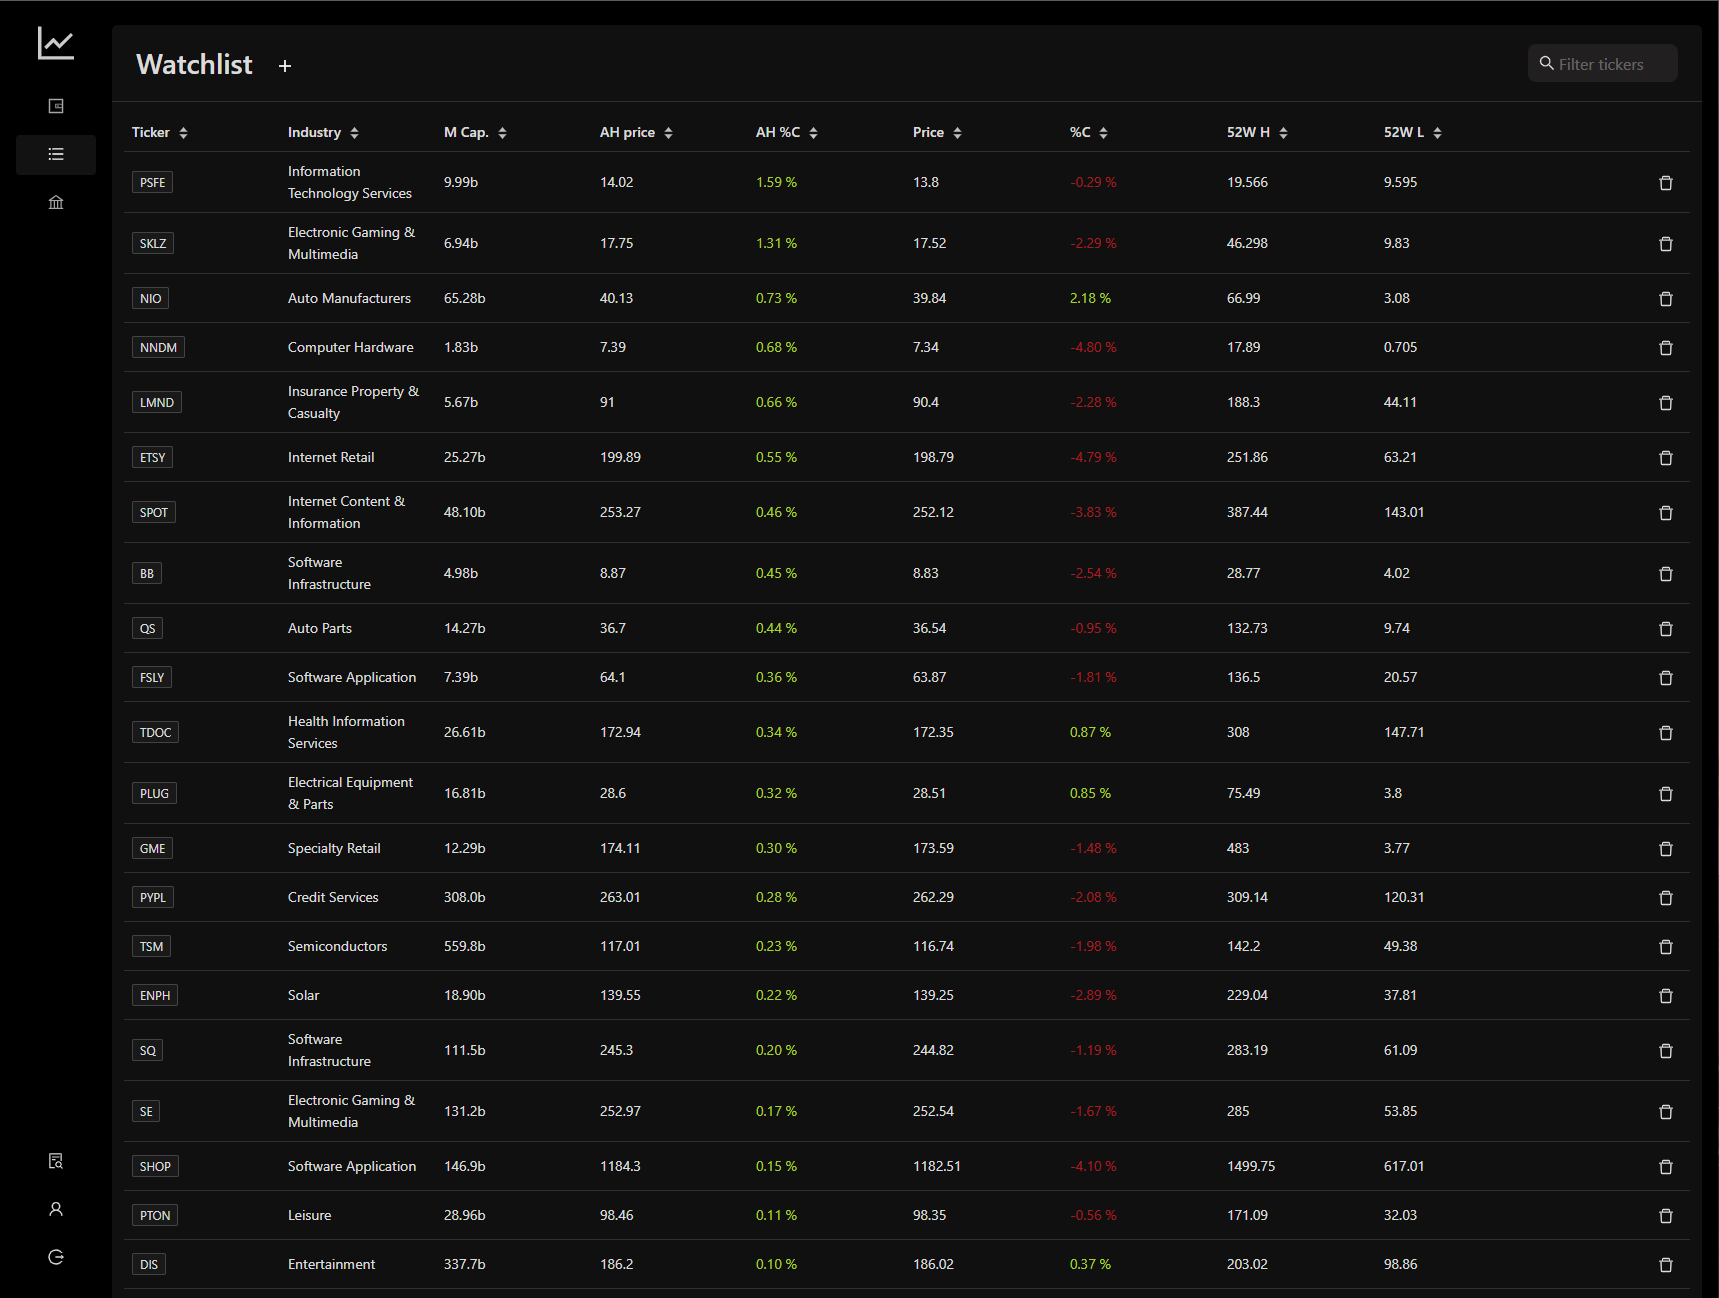 Watchlist +
Filter tickers
Ticker Industry M Cap. AH price AH %C Price %C 52W H 52W L
PSFE Information Technology Services 9.99b 14.02 1.59 % 13.8 -0.29 % 19.566 9.595
SKLZ Electronic Gaming & Multimedia 6.94b 17.75 1.31 % 17.52 -2.29 % 46.298 9.83
NIO Auto Manufacturers 65.28b 40.13 0.73 % 39.84 2.18 % 66.99 3.08
NNDM Computer Hardware 1.83b 7.39 0.68 % 7.34 -4.80 % 17.89 0.705
LMND Insurance Property & Casualty 5.67b 91 0.66 % 90.4 -2.28 % 188.3 44.11
ETSY Internet Retail 25.27b 199.89 0.55 % 198.79 -4.79 % 251.86 63.21
SPOT Internet Content & Information 48.10b 253.27 0.46 % 252.12 -3.83 % 387.44 143.01
BB Software Infrastructure 4.98b 8.87 0.45 % 8.83 -2.54 % 28.77 4.02
QS Auto Parts 14.27b 36.7 0.44 % 36.54 -0.95 % 132.73 9.74
FSLY Software Application 7.39b 64.1 0.36 % 63.87 -1.81 % 136.5 20.57
TDOC Health Information Services 26.61b 172.94 0.34 % 172.35 0.87 % 308 147.71
PLUG Electrical Equipment & Parts 16.81b 28.6 0.32 % 28.51 0.85 % 75.49 3.8
GME Specialty Retail 12.29b 174.11 0.30 % 173.59 -1.48 % 483 3.77
PYPL Credit Services 308.0b 263.01 0.28 % 262.29 -2.08 % 309.14 120.31
TSM Semiconductors 559.8b 117.01 0.23 % 116.74 -1.98 % 142.2 49.38
ENPH Solar 18.90b 139.55 0.22 % 139.25 -2.89 % 229.04 37.81
SQ Software Infrastructure 111.5b 245.3 0.20 % 244.82 -1.19 % 283.19 61.09
SE Electronic Gaming & Multimedia 131.2b 252.97 0.17 % 252.54 -1.67 % 285 53.85
SHOP Software Application 146.9b 1184.3 0.15 % 1182.51 -4.10 % 1499.75 617.01
PTON Leisure 28.96b 98.46 0.11 % 98.35 -0.56 % 171.09 32.03
DIS Entertainment 337.7b 186.2 0.10 % 186.02 0.37 % 203.02 98.86